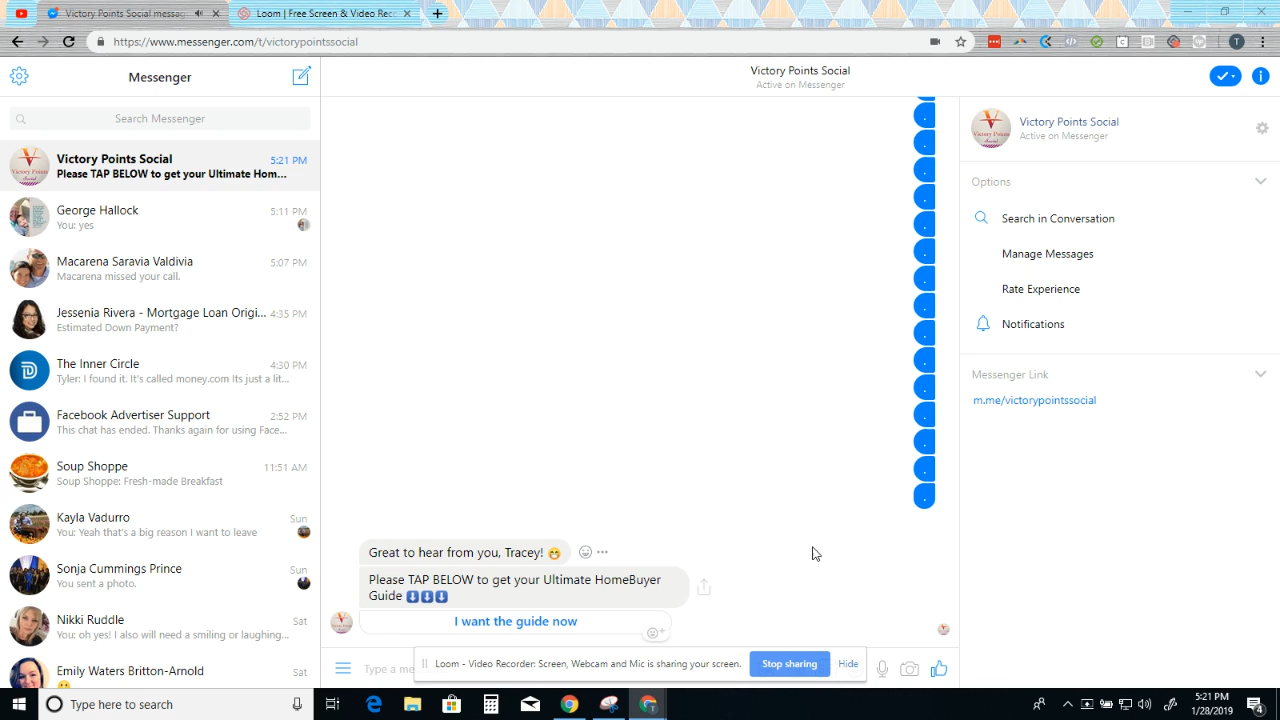 Victory Points Social messe
Loom | Free Screen & Video Rec
https://www.messenger.com/t/victorypointssocial
Messenger
Search Messenger
Victory Points Social 5:21 PM
Please TAP BELOW to get your Ultimate Hom...
George Hallock 5:11 PM
You: yes
Macarena Saravia Valdivia 5:07 PM
Macarena missed your call.
Jessenia Rivera - Mortgage Loan Origi... 4:35 PM
Estimated Down Payment?
The Inner Circle 4:30 PM
Tyler: I found it. It's called money.com Its just a lit...
Facebook Advertiser Support 2:52 PM
This chat has ended. Thanks again for using Face...
Soup Shoppe 11:51 AM
Soup Shoppe: Fresh-made Breakfast
Kayla Vadurro Sun
You: Yeah that's a big reason I want to leave
Sonja Cummings Prince Sun
You sent a photo.
Nikki Ruddle Sat
You: oh yes! I also will need a smiling or laughing...
Emily Waters Britton-Arnold Sat
Victory Points Social
Active on Messenger
Great to hear from you, Tracey! 😁
Please TAP BELOW to get your Ultimate HomeBuyer
Guide ⬇⬇⬇
I want the guide now
Type a me
Loom - Video Recorder: Screen, Webcam and Mic is sharing your screen. Stop sharing Hide
Victory Points Social
Active on Messenger
Options
Search in Conversation
Manage Messages
Rate Experience
Notifications
Messenger Link
m.me/victorypointssocial
Type here to search
5:21 PM
1/28/2019
4